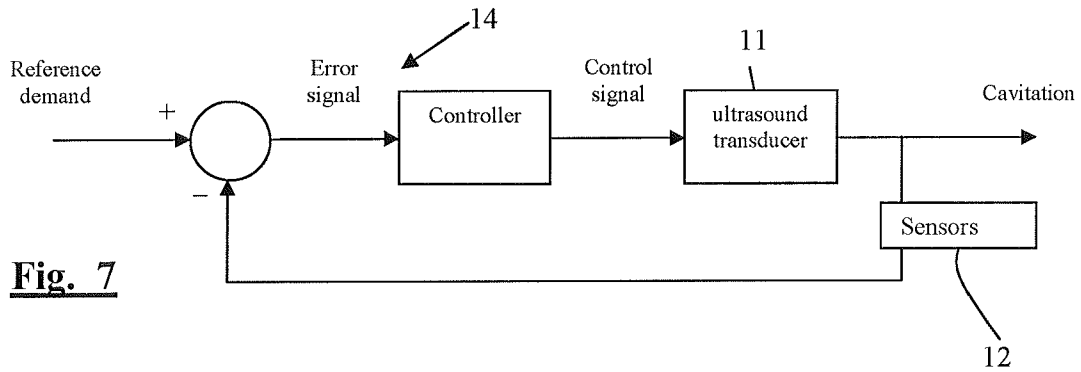 14
11
Reference
demand
Error
signal
Control
signal
Cavitation
+
Controller
ultrasound
transducer
–
Sensors
Fig. 7
12